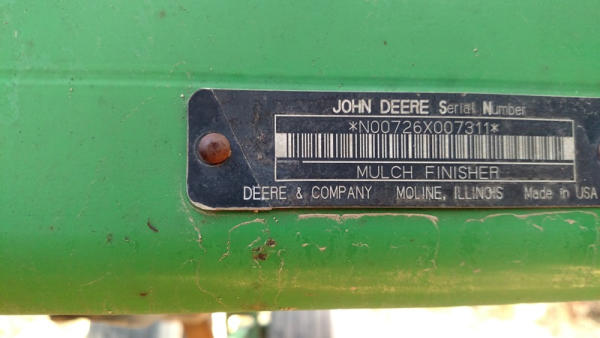 JOHN DEERE Serial Number
*N00726X007311*
MULCH FINISHER
DEERE & COMPANY MOLINE, ILLINOIS Made in USA